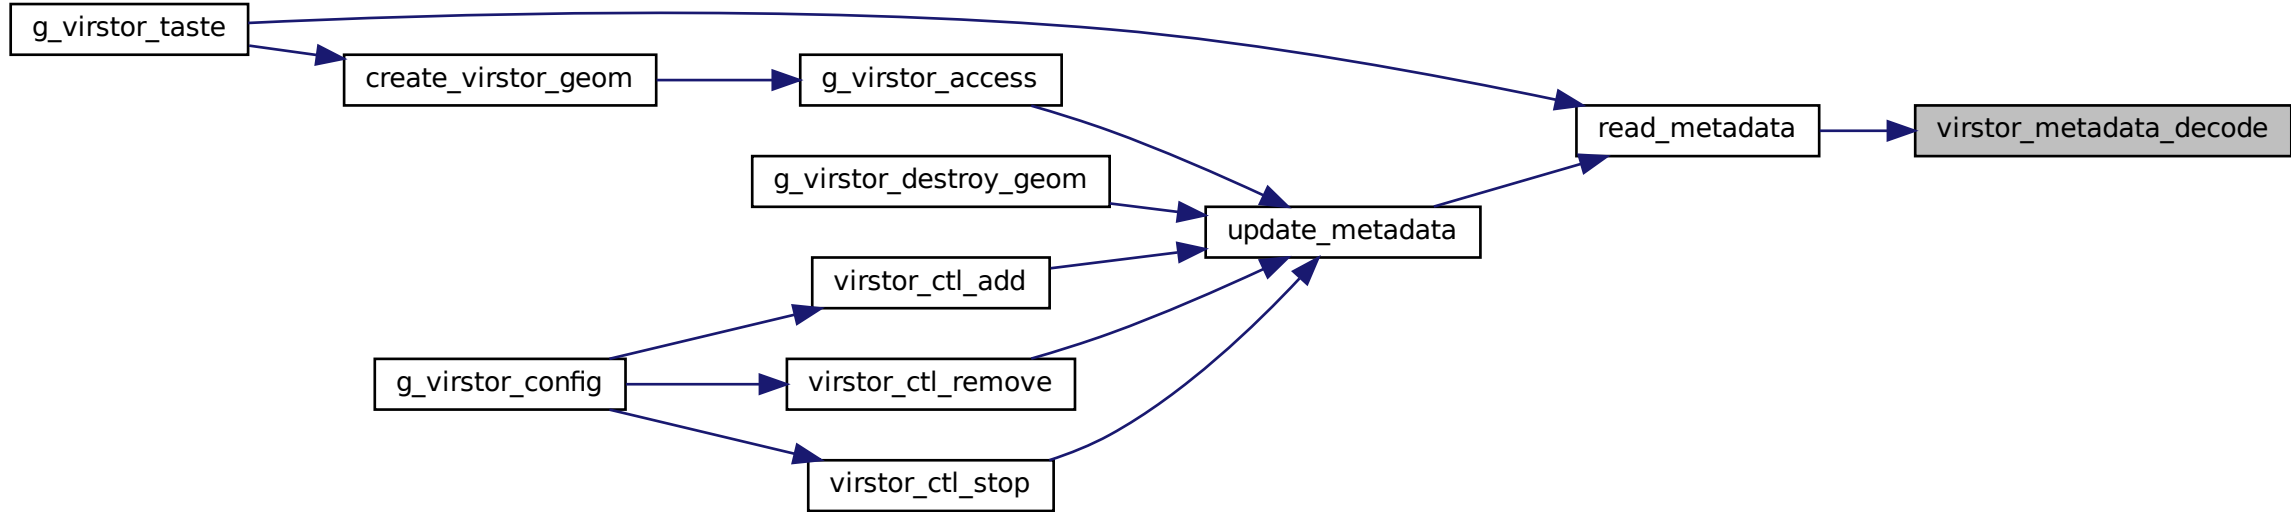 g_virstor_taste
create_virstor_geom
g_virstor_access
read_metadata
virstor_metadata_decode
g_virstor_destroy_geom
update_metadata
virstor_ctl_add
g_virstor_config
virstor_ctl_remove
virstor_ctl_stop